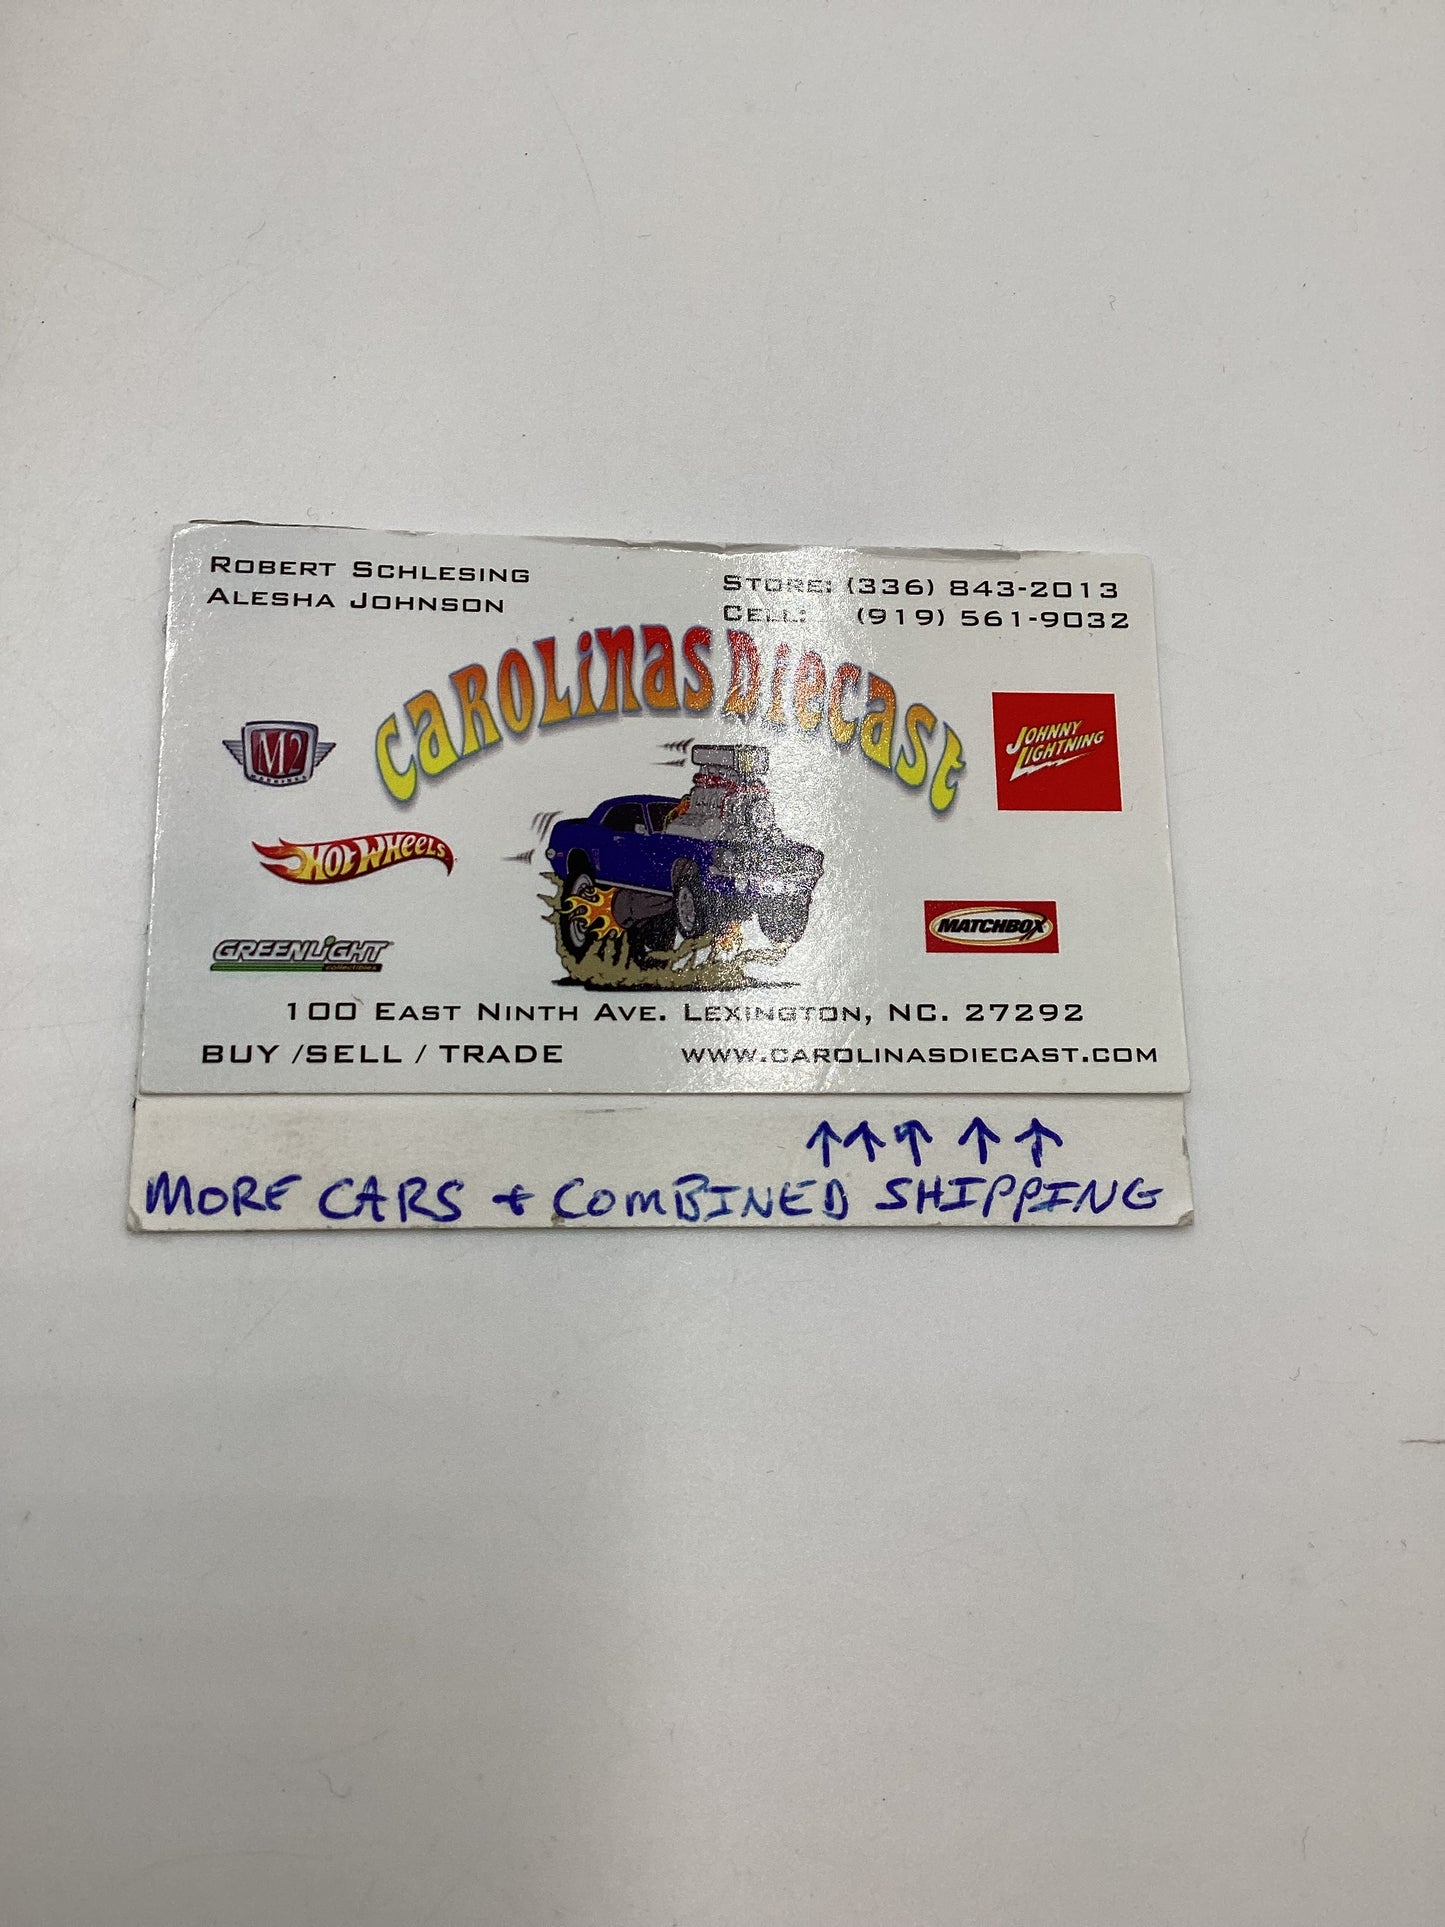 ROBERT SCHLESING
ALESHA JOHNSON
STORE: (336) 843-2013
CELL: (919) 561-9032
CAROLINAS DIECAST
M2
MACHINES
JOHNNY
LIGHTNING
HOT WHEELS
MATCHBOX
GREENLIGHT
collectibles
100 EAST NINTH AVE. LEXINGTON, NC. 27292
BUY /SELL / TRADE
WWW.CAROLINASDIECAST.COM
↑↑↑ ↑ ↑
MORE CARS + COMBINED SHIPPING